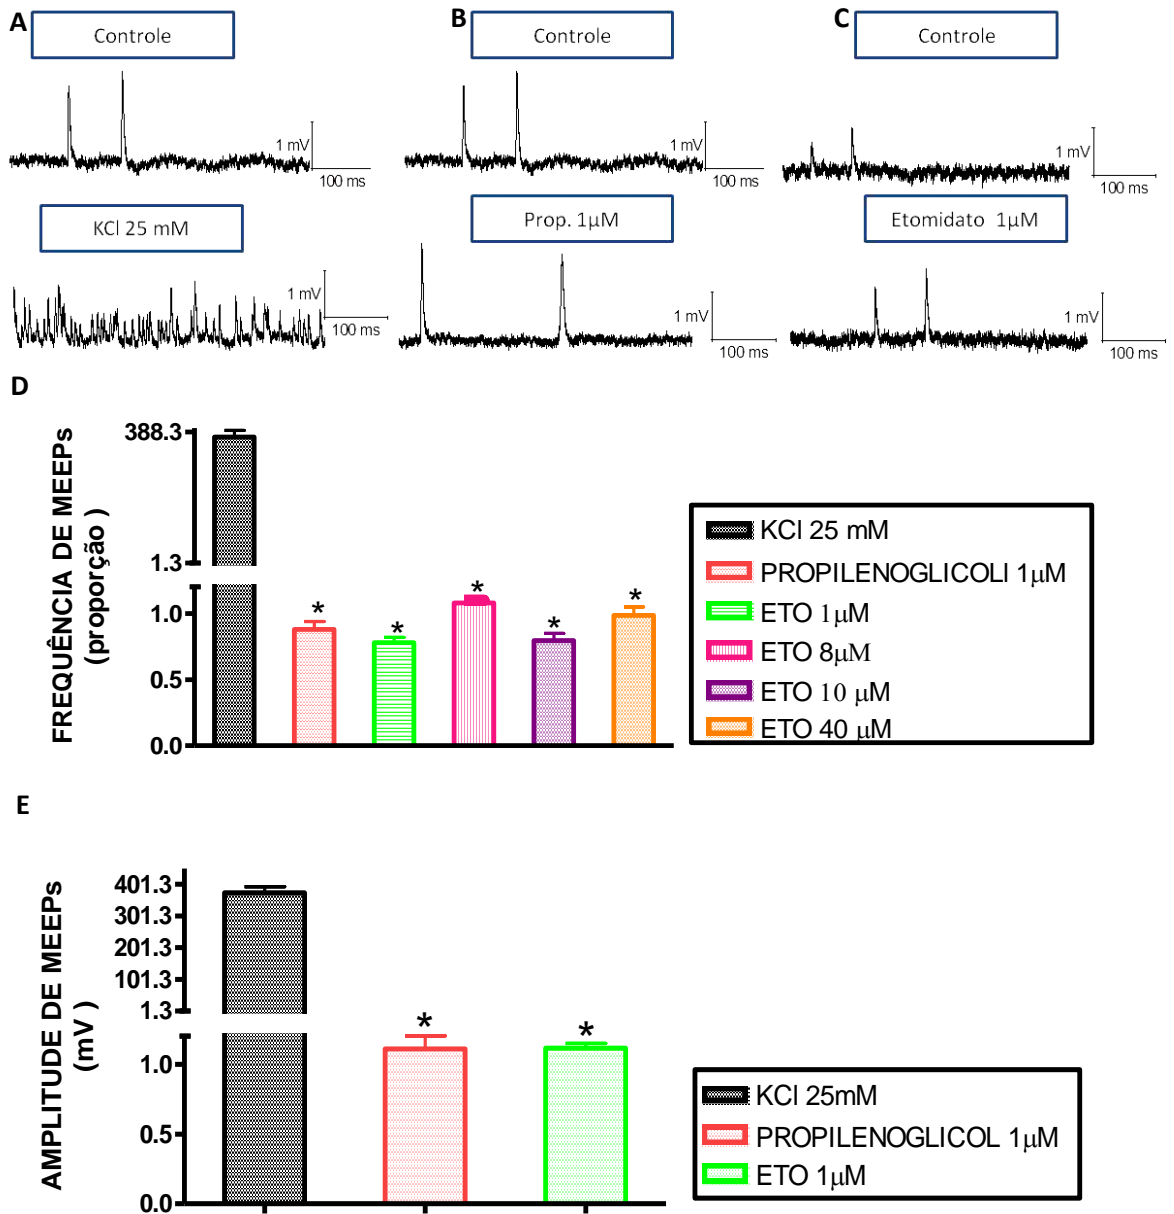 A
Controle
1 mV
100 ms
KCl 25 mM
1 mV
100 ms
B
Controle
1 mV
100 ms
Prop. 1µM
1 mV
100 ms
C
Controle
1 mV
100 ms
Etomidato 1µM
1 mV
100 ms
D
FREQUÊNCIA DE MEEPs
(proporção )
388.3
1.3
1.0
0.5
0.0
*
*
*
*
*
KCl 25 mM
PROPILENOGLICOLl 1µM
ETO 1µM
ETO 8µM
ETO 10 µM
ETO 40 µM
E
AMPLITUDE DE MEEPs
(mV )
401.3
301.3
201.3
101.3
1.3
1.0
0.5
0.0
*
*
KCl 25mM
PROPILENOGLICOL 1µM
ETO 1µM